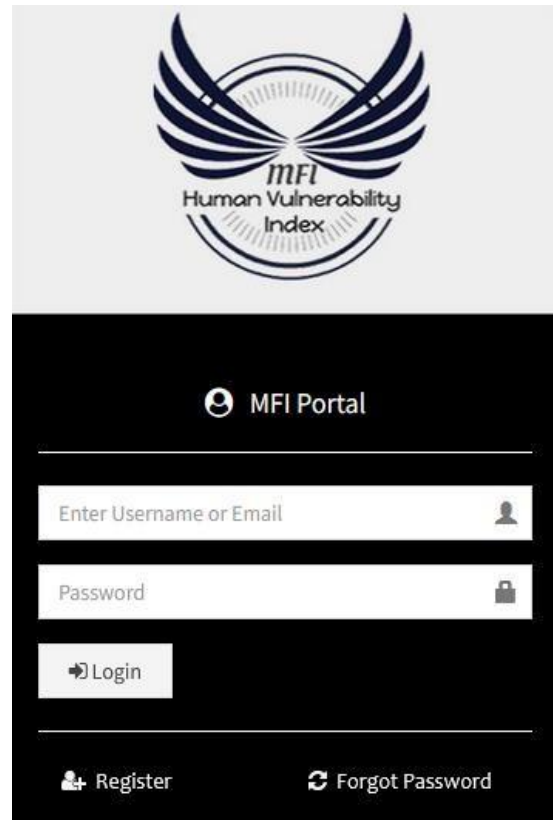 MFI
Human Vulnerability
Index
MFI Portal
Enter Username or Email
Password
Login
Register
Forgot Password